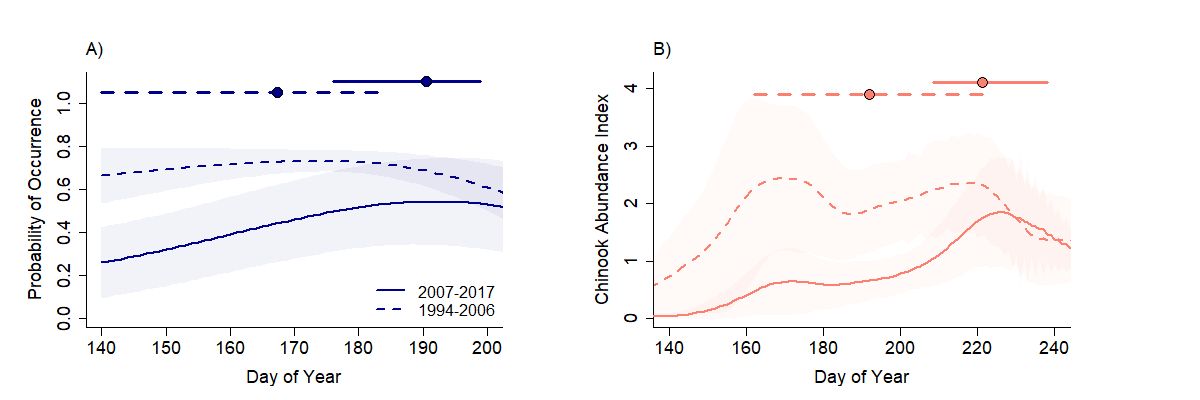 A)
Probability of Occurrence
0.0 0.2 0.4 0.6 0.8 1.0
2007-2017
1994-2006
140 150 160 170 180 190 200
Day of Year
B)
Chinook Abundance Index
0 1 2 3 4
140 160 180 200 220 240
Day of Year